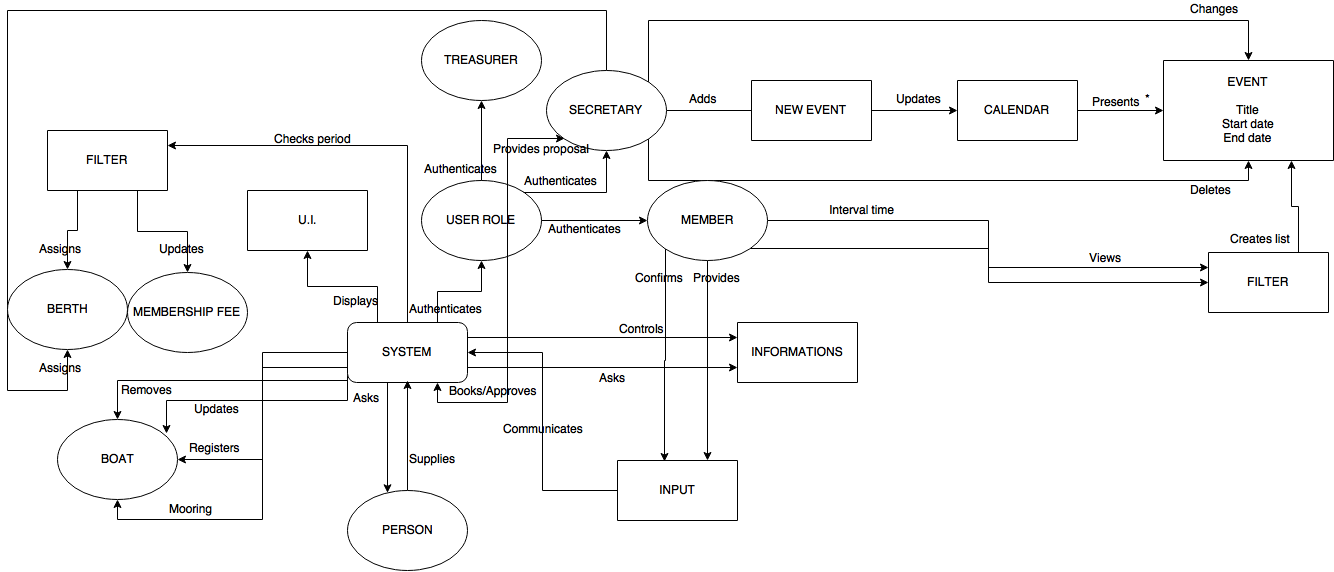 Changes
TREASURER
SECRETARY
Adds
NEW EVENT
Updates
CALENDAR
Presents *
EVENT
Title
Start date
End date
FILTER
Checks period
Provides proposal
Authenticates
Authenticates
Deletes
U.I.
USER ROLE
Authenticates
MEMBER
Interval time
Creates list
Assigns
Updates
Views
FILTER
Confirms
Provides
BERTH
MEMBERSHIP FEE
Displays
Authenticates
SYSTEM
Controls
INFORMATIONS
Assigns
Asks
Removes
Asks
Books/Approves
Updates
Communicates
Registers
BOAT
Supplies
Mooring
INPUT
PERSON